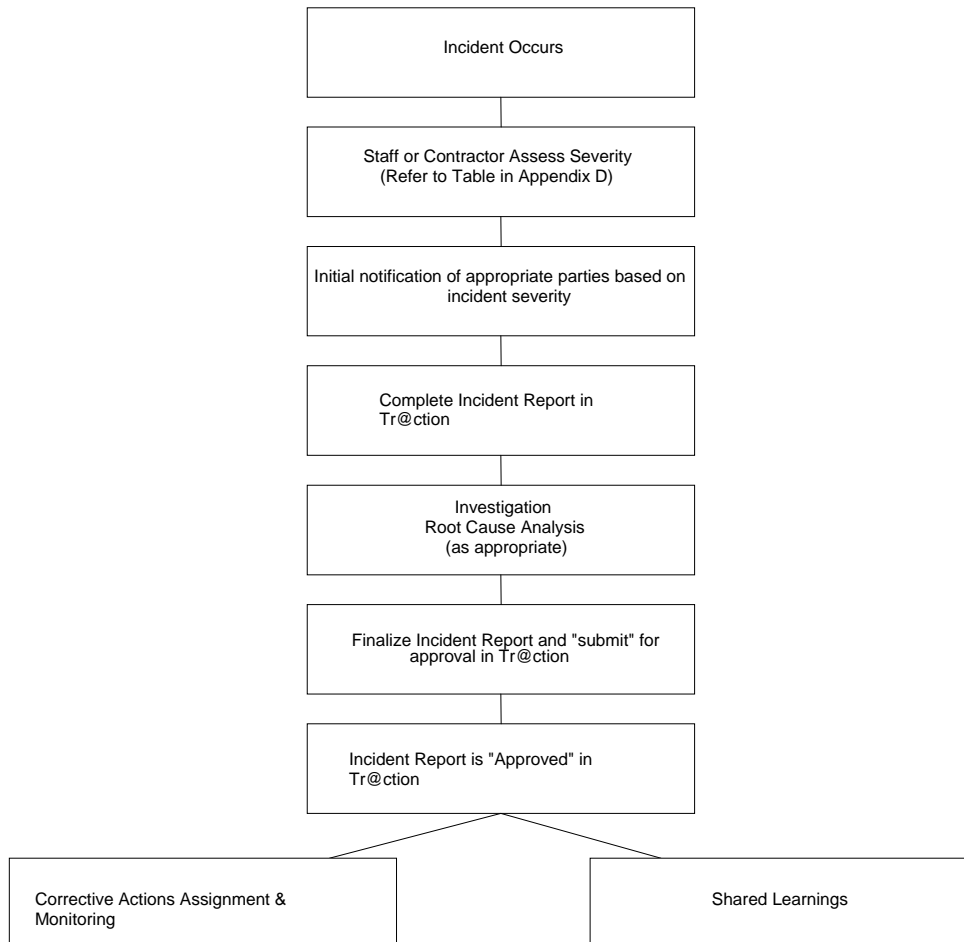 Incident Occurs
Staff or Contractor Assess Severity
(Refer to Table in Appendix D)
Initial notification of appropriate parties based on
incident severity
Complete Incident Report in
Tr@ction
Investigation
Root Cause Analysis
(as appropriate)
Finalize Incident Report and "submit" for
approval in Tr@ction
Incident Report is "Approved" in
Tr@ction
Corrective Actions Assignment &
Monitoring
Shared Learnings